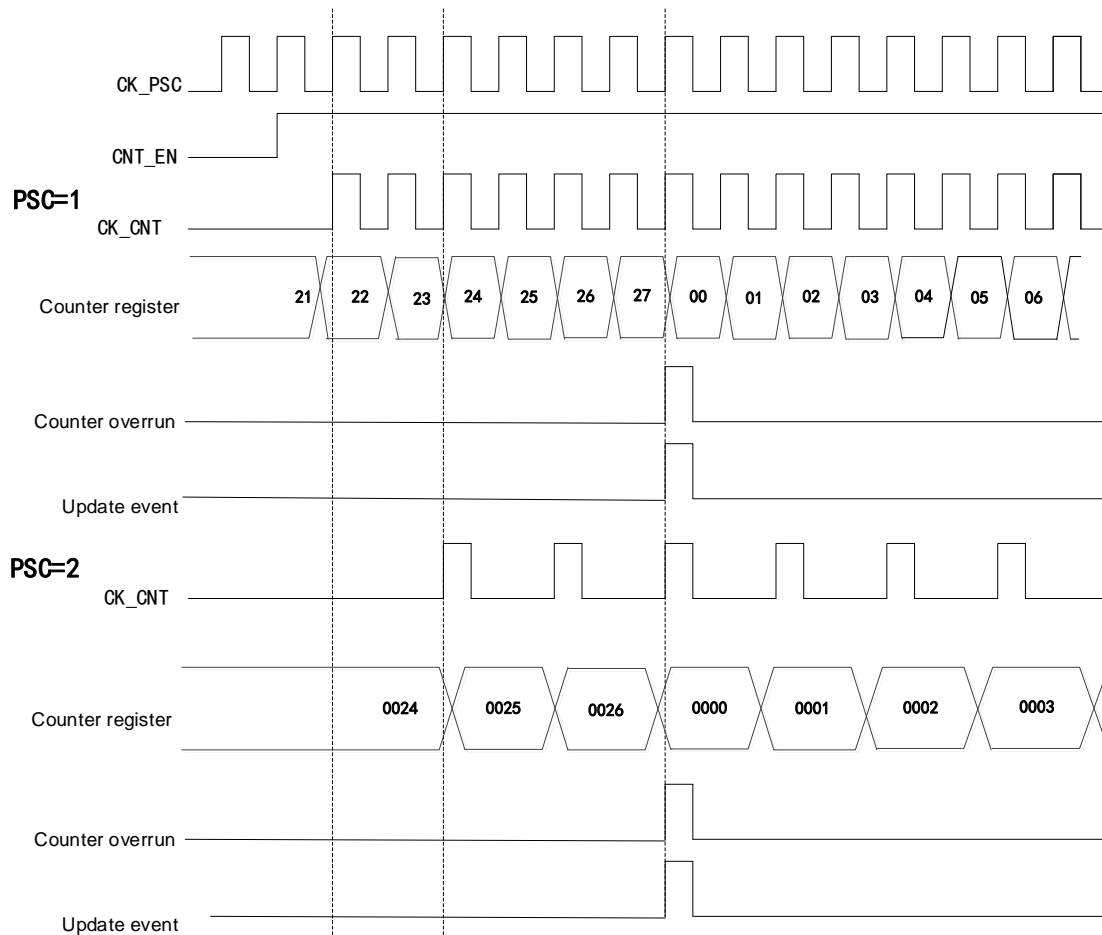 CK_PSC
CNT_EN
PSC=1
CK_CNT
Counter register 21 22 23 24 25 26 27 00 01 02 03 04 05 06
Counter overrun
Update event
PSC=2
CK_CNT
Counter register 0024 0025 0026 0000 0001 0002 0003
Counter overrun
Update event